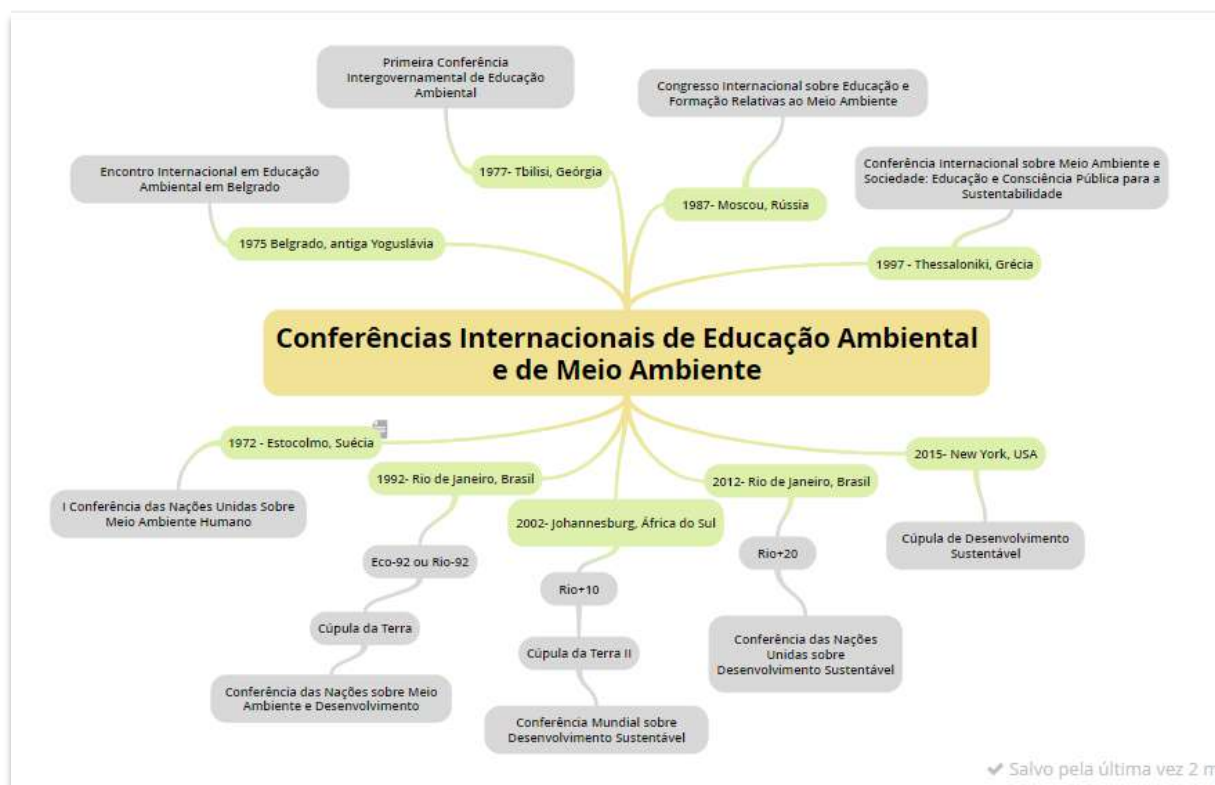 Primeira Conferência
Intergovernamental de Educação
Ambiental
Congresso Internacional sobre Educação e
Formação Relativas ao Meio Ambiente
Encontro Internacional em Educação
Ambiental em Belgrado
1977- Tbilisi, Geórgia
Conferência Internacional sobre Meio Ambiente e
Sociedade: Educação e Consciência Pública para a
Sustentabilidade
1987- Moscou, Rússia
1975 Belgrado, antiga Yoguslávia
1997 - Thessaloniki, Grécia
Conferências Internacionais de Educação Ambiental
e de Meio Ambiente
1972 - Estocolmo, Suécia
2015- New York, USA
1992- Rio de Janeiro, Brasil
2012- Rio de Janeiro, Brasil
I Conferência das Nações Unidas Sobre
Meio Ambiente Humano
2002- Johannesburg, África do Sul
Cúpula de Desenvolvimento
Sustentável
Eco-92 ou Rio-92
Rio+20
Rio+10
Cúpula da Terra
Cúpula da Terra II
Conferência das Nações
Unidas sobre
Desenvolvimento Sustentável
Conferência das Nações sobre Meio
Ambiente e Desenvolvimento
Conferência Mundial sobre
Desenvolvimento Sustentável
Salvo pela última vez 2 m